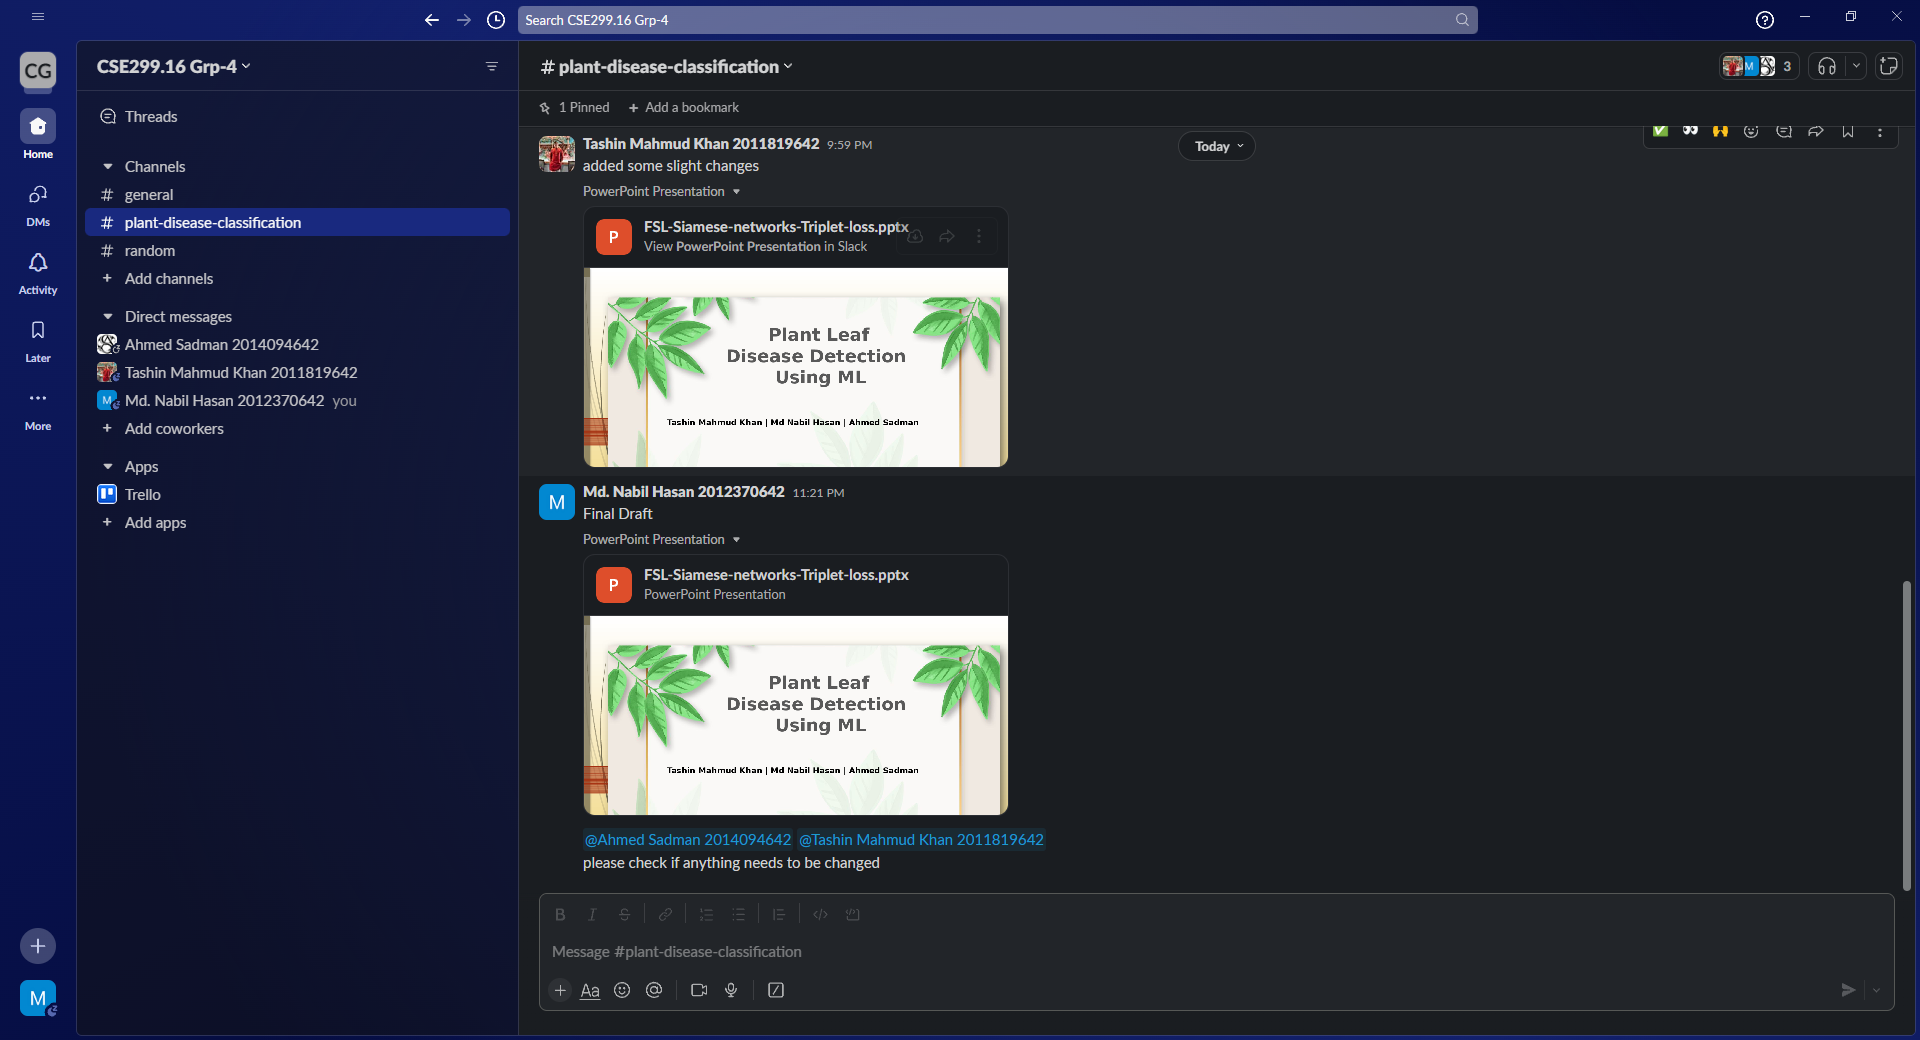 Search CSE299.16 Grp-4
CG
Home
DMs
Activity
Later
More
M
CSE299.16 Grp-4
Threads
Channels
# general
# plant-disease-classification
# random
+ Add channels
Direct messages
Ahmed Sadman 2014094642
Tashin Mahmud Khan 2011819642
M Md. Nabil Hasan 2012370642 you
+ Add coworkers
Apps
Trello
+ Add apps
# plant-disease-classification
M 3
1 Pinned + Add a bookmark
Today
Tashin Mahmud Khan 2011819642 9:59 PM
added some slight changes
PowerPoint Presentation
P
FSL-Siamese-networks-Triplet-loss.pptx
View PowerPoint Presentation in Slack
Plant Leaf
Disease Detection
Using ML
Tashin Mahmud Khan | Md Nabil Hasan | Ahmed Sadman
M
Md. Nabil Hasan 2012370642 11:21 PM
Final Draft
PowerPoint Presentation
P
FSL-Siamese-networks-Triplet-loss.pptx
PowerPoint Presentation
Plant Leaf
Disease Detection
Using ML
Tashin Mahmud Khan | Md Nabil Hasan | Ahmed Sadman
@Ahmed Sadman 2014094642 @Tashin Mahmud Khan 2011819642
please check if anything needs to be changed
B I S
Message #plant-disease-classification
+ Aa